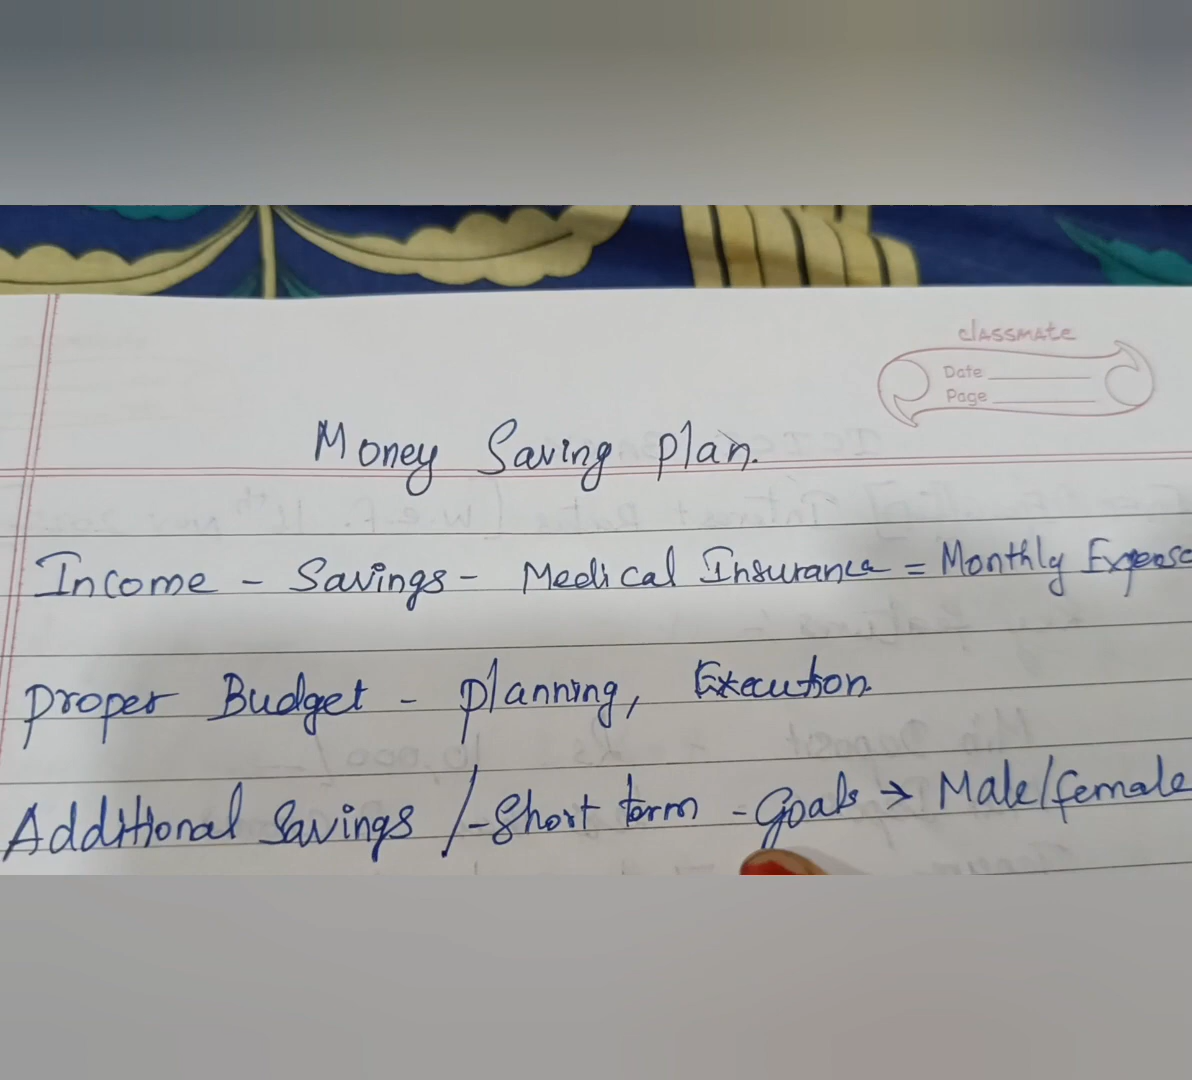 classmate
Date
Page
Money Saving plan.
Income - Savings - Medical Insurance = Monthly Expense
proper Budget - planning, Execution
Additional Savings /- Short term - Goals → Male/female